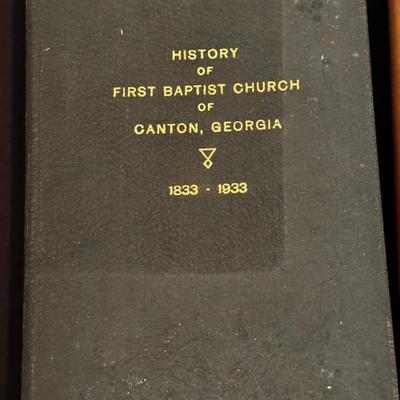 HISTORY
OF
FIRST BAPTIST CHURCH
OF
CANTON, GEORGIA
1833 - 1933